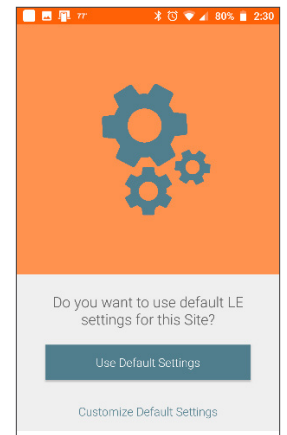 80% 2:30
Do you want to use default LE
settings for this Site?
Use Default Settings
Customize Default Settings